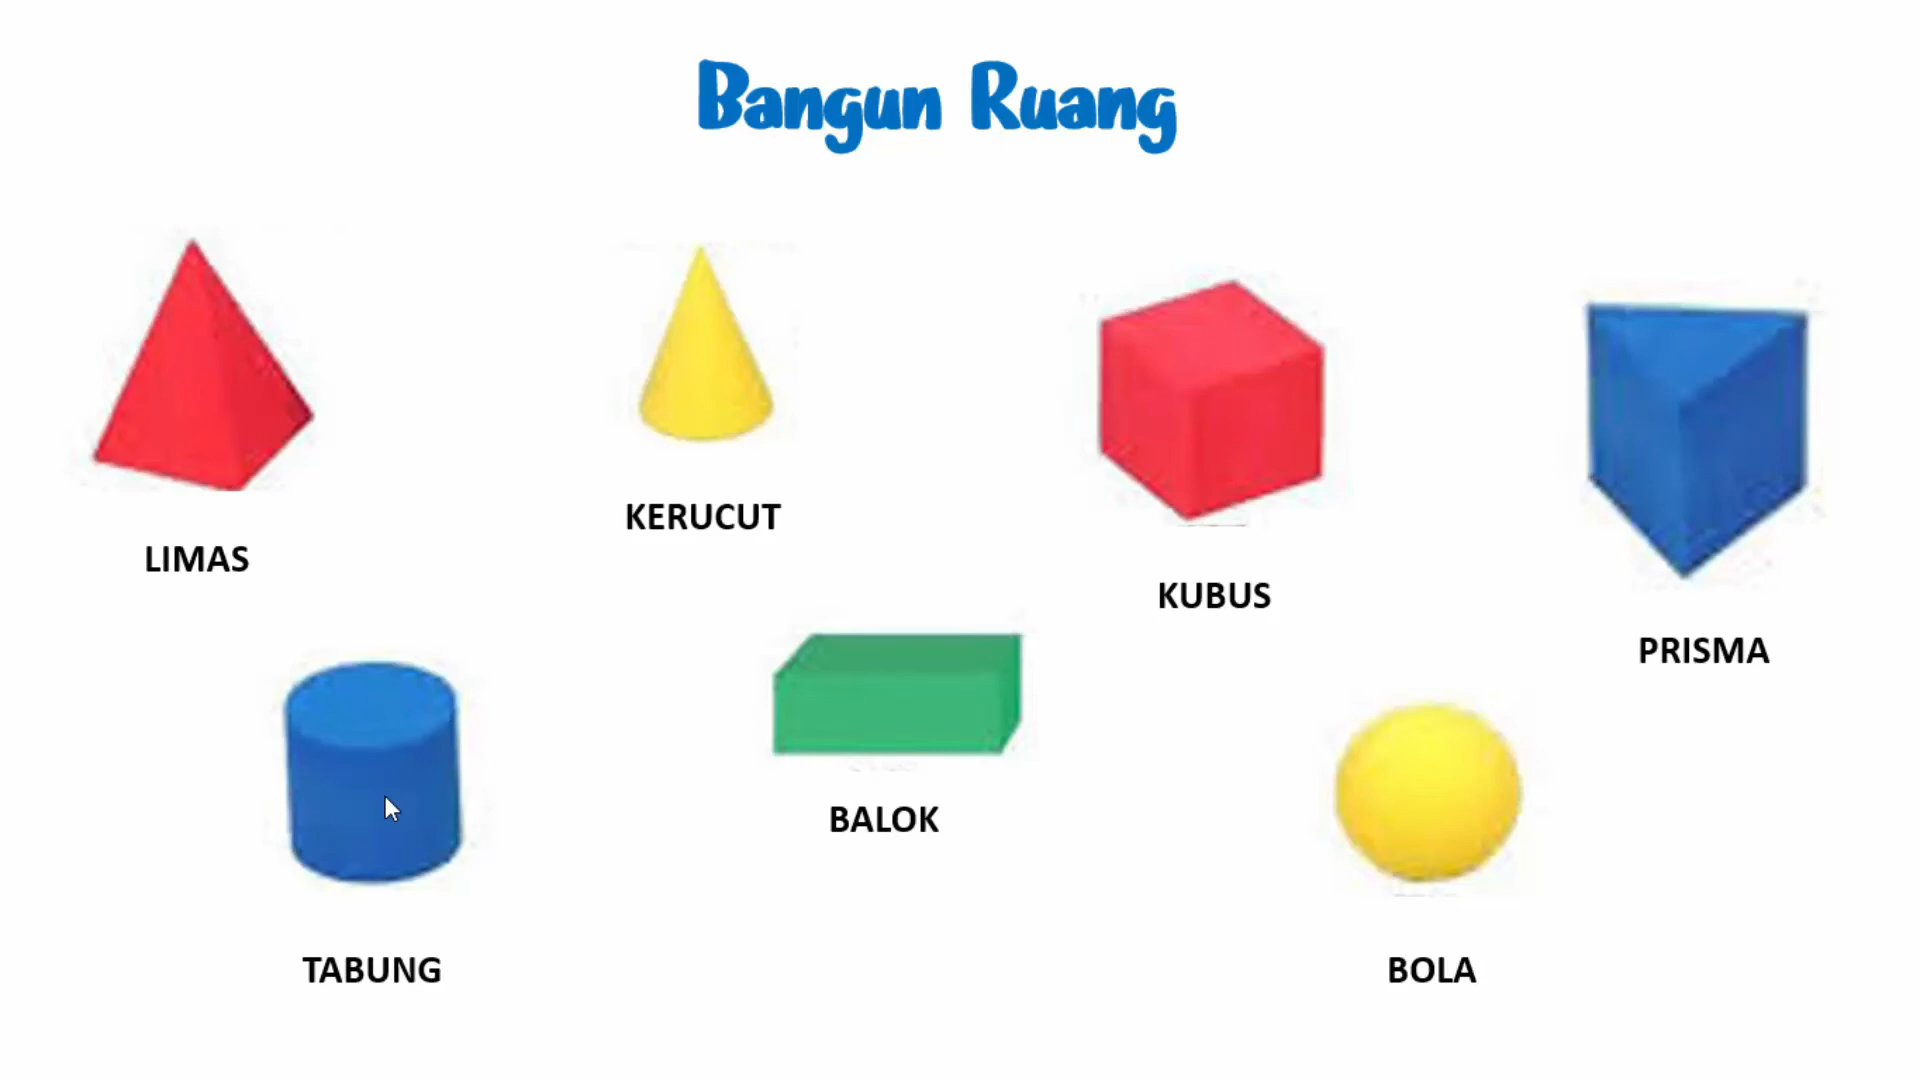 Bangun Ruang
LIMAS
KERUCUT
KUBUS
PRISMA
TABUNG
BALOK
BOLA